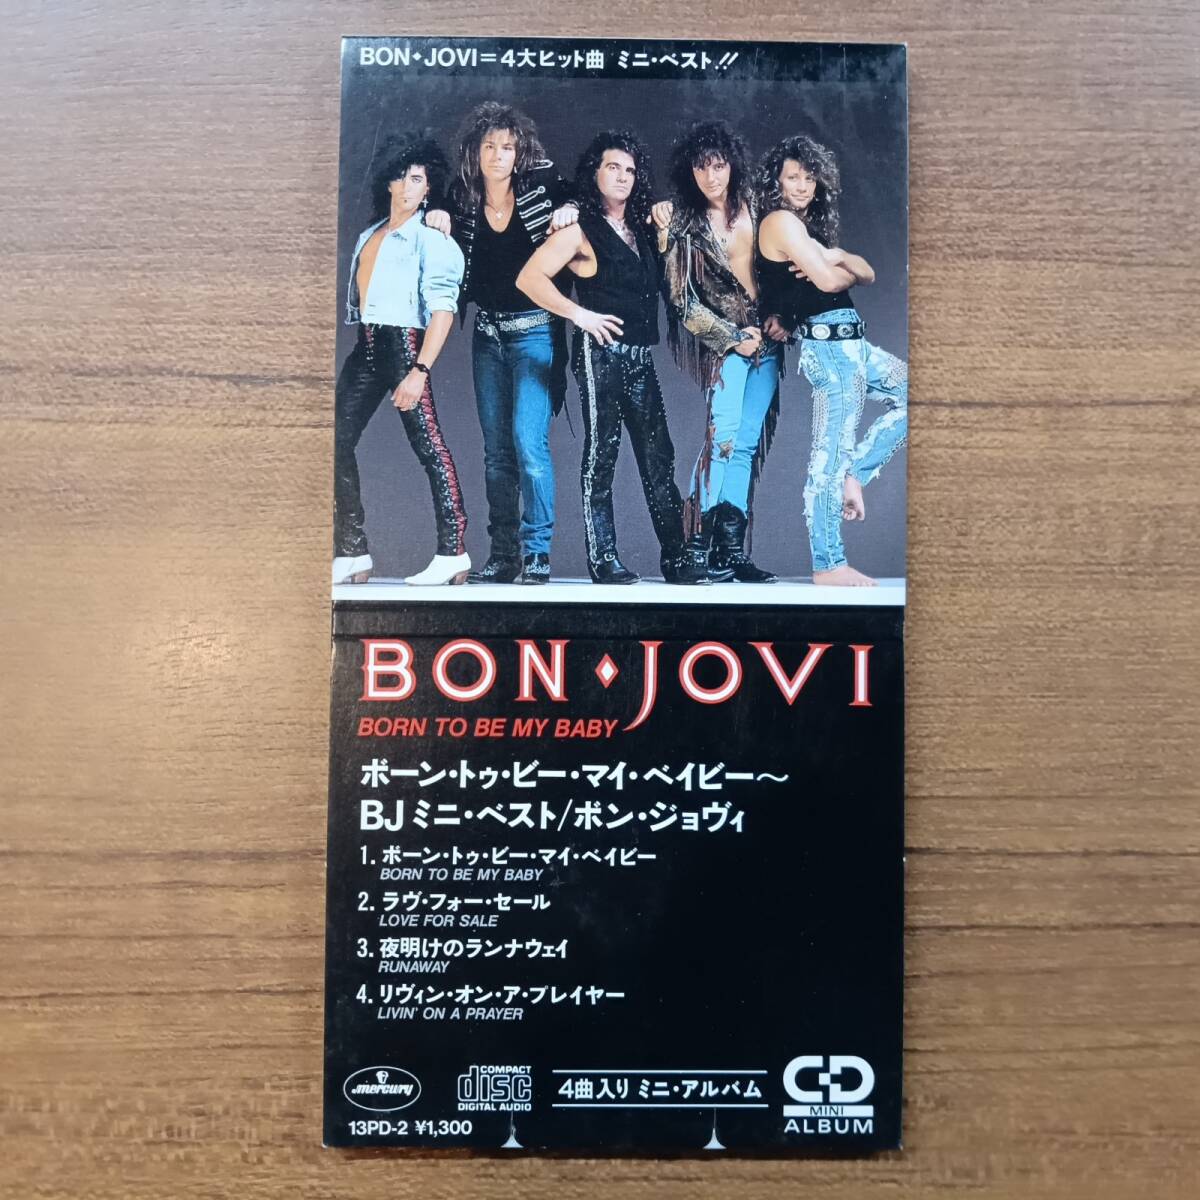 BON◆JOVI=4大ヒット曲 ミニ・ベスト!!
BON◆JOVI
BORN TO BE MY BABY
ボーン・トゥ・ビー・マイ・ベイビー〜
BJ ミニ・ベスト/ボン・ジョヴィ
1. ボーン・トゥ・ビー・マイ・ベイビー
BORN TO BE MY BABY
2. ラヴ・フォー・セール
LOVE FOR SALE
3. 夜明けのランナウェイ
RUNAWAY
4. リヴィン・オン・ア・プレイヤー
LIVIN' ON A PRAYER
mercury
COMPACT
disc
DIGITAL AUDIO
4曲入り ミニ・アルバム
CD
MINI
ALBUM
13PD-2 ¥1,300